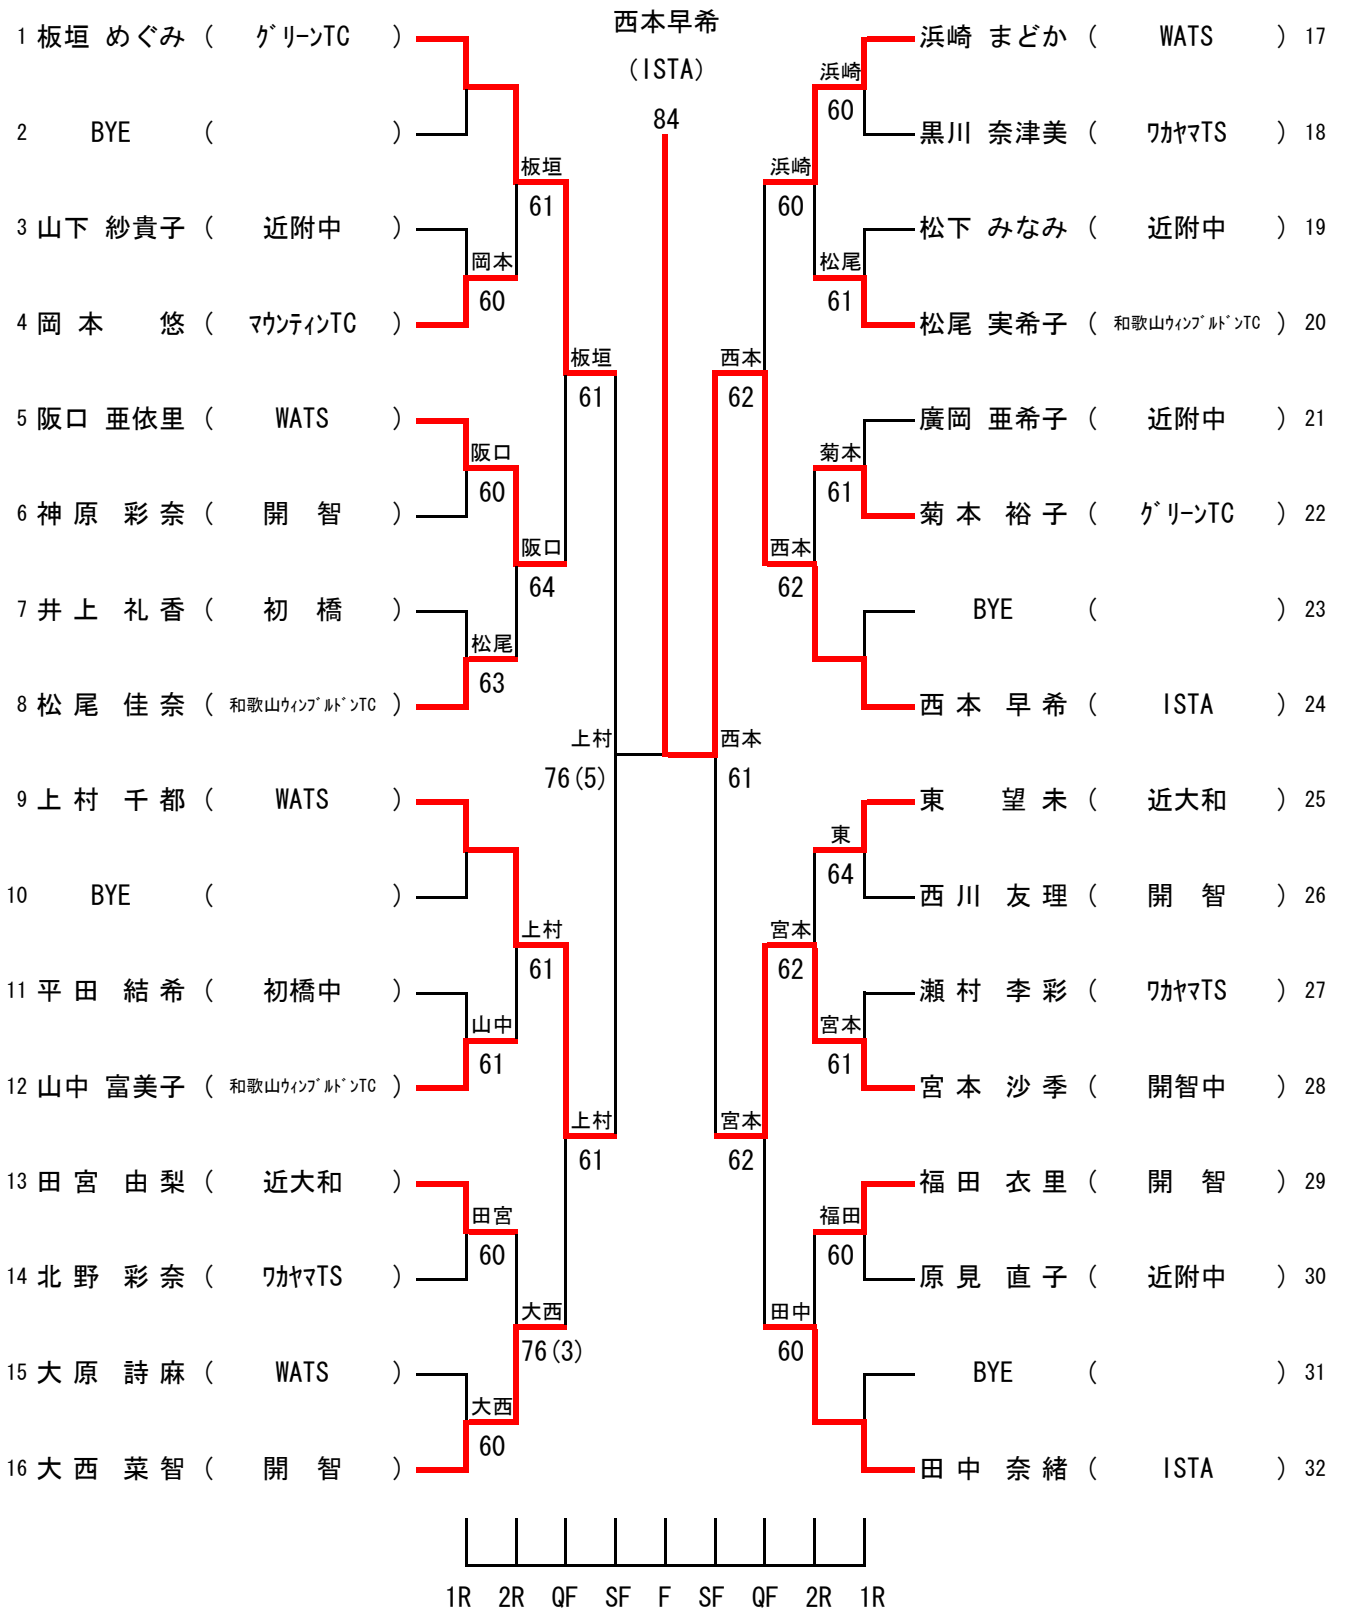 西本早希
(ISTA)
84
1 板垣 めぐみ ( グリーンTC )
2 BYE ( )
板垣
61
3 山下 紗貴子 ( 近附中 )
岡本
60
4 岡本 悠 ( マウンティンTC )
板垣
61
5 阪口 亜依里 ( WATS )
阪口
60
6 神原 彩奈 ( 開智 )
阪口
64
7 井上 礼香 ( 初橋 )
松尾
63
8 松尾 佳奈 ( 和歌山ウィンブルドンTC )
上村
76(5)
9 上村 千都 ( WATS )
10 BYE ( )
上村
61
11 平田 結希 ( 初橋中 )
山中
61
12 山中 富美子 ( 和歌山ウィンブルドンTC )
上村
61
13 田宮 由梨 ( 近大和 )
田宮
60
14 北野 彩奈 ( ワカヤマTS )
大西
76(3)
15 大原 詩麻 ( WATS )
大西
60
16 大西 菜智 ( 開智 )
浜崎 まどか ( WATS ) 17
浜崎
60
黒川 奈津美 ( ワカヤマTS ) 18
浜崎
60
松下 みなみ ( 近附中 ) 19
松尾
61
松尾 実希子 ( 和歌山ウィンブルドンTC ) 20
西本
62
廣岡 亜希子 ( 近附中 ) 21
菊本
61
菊本 裕子 ( グリーンTC ) 22
西本
62
BYE ( ) 23
西本 早希 ( ISTA ) 24
西本
61
東 望未 ( 近大和 ) 25
東
64
西川 友理 ( 開智 ) 26
宮本
62
瀬村 李彩 ( ワカヤマTS ) 27
宮本
61
宮本 沙季 ( 開智中 ) 28
宮本
62
福田 衣里 ( 開智 ) 29
福田
60
原見 直子 ( 近附中 ) 30
田中
60
BYE ( ) 31
田中 奈緒 ( ISTA ) 32
1R 2R QF SF F SF QF 2R 1R